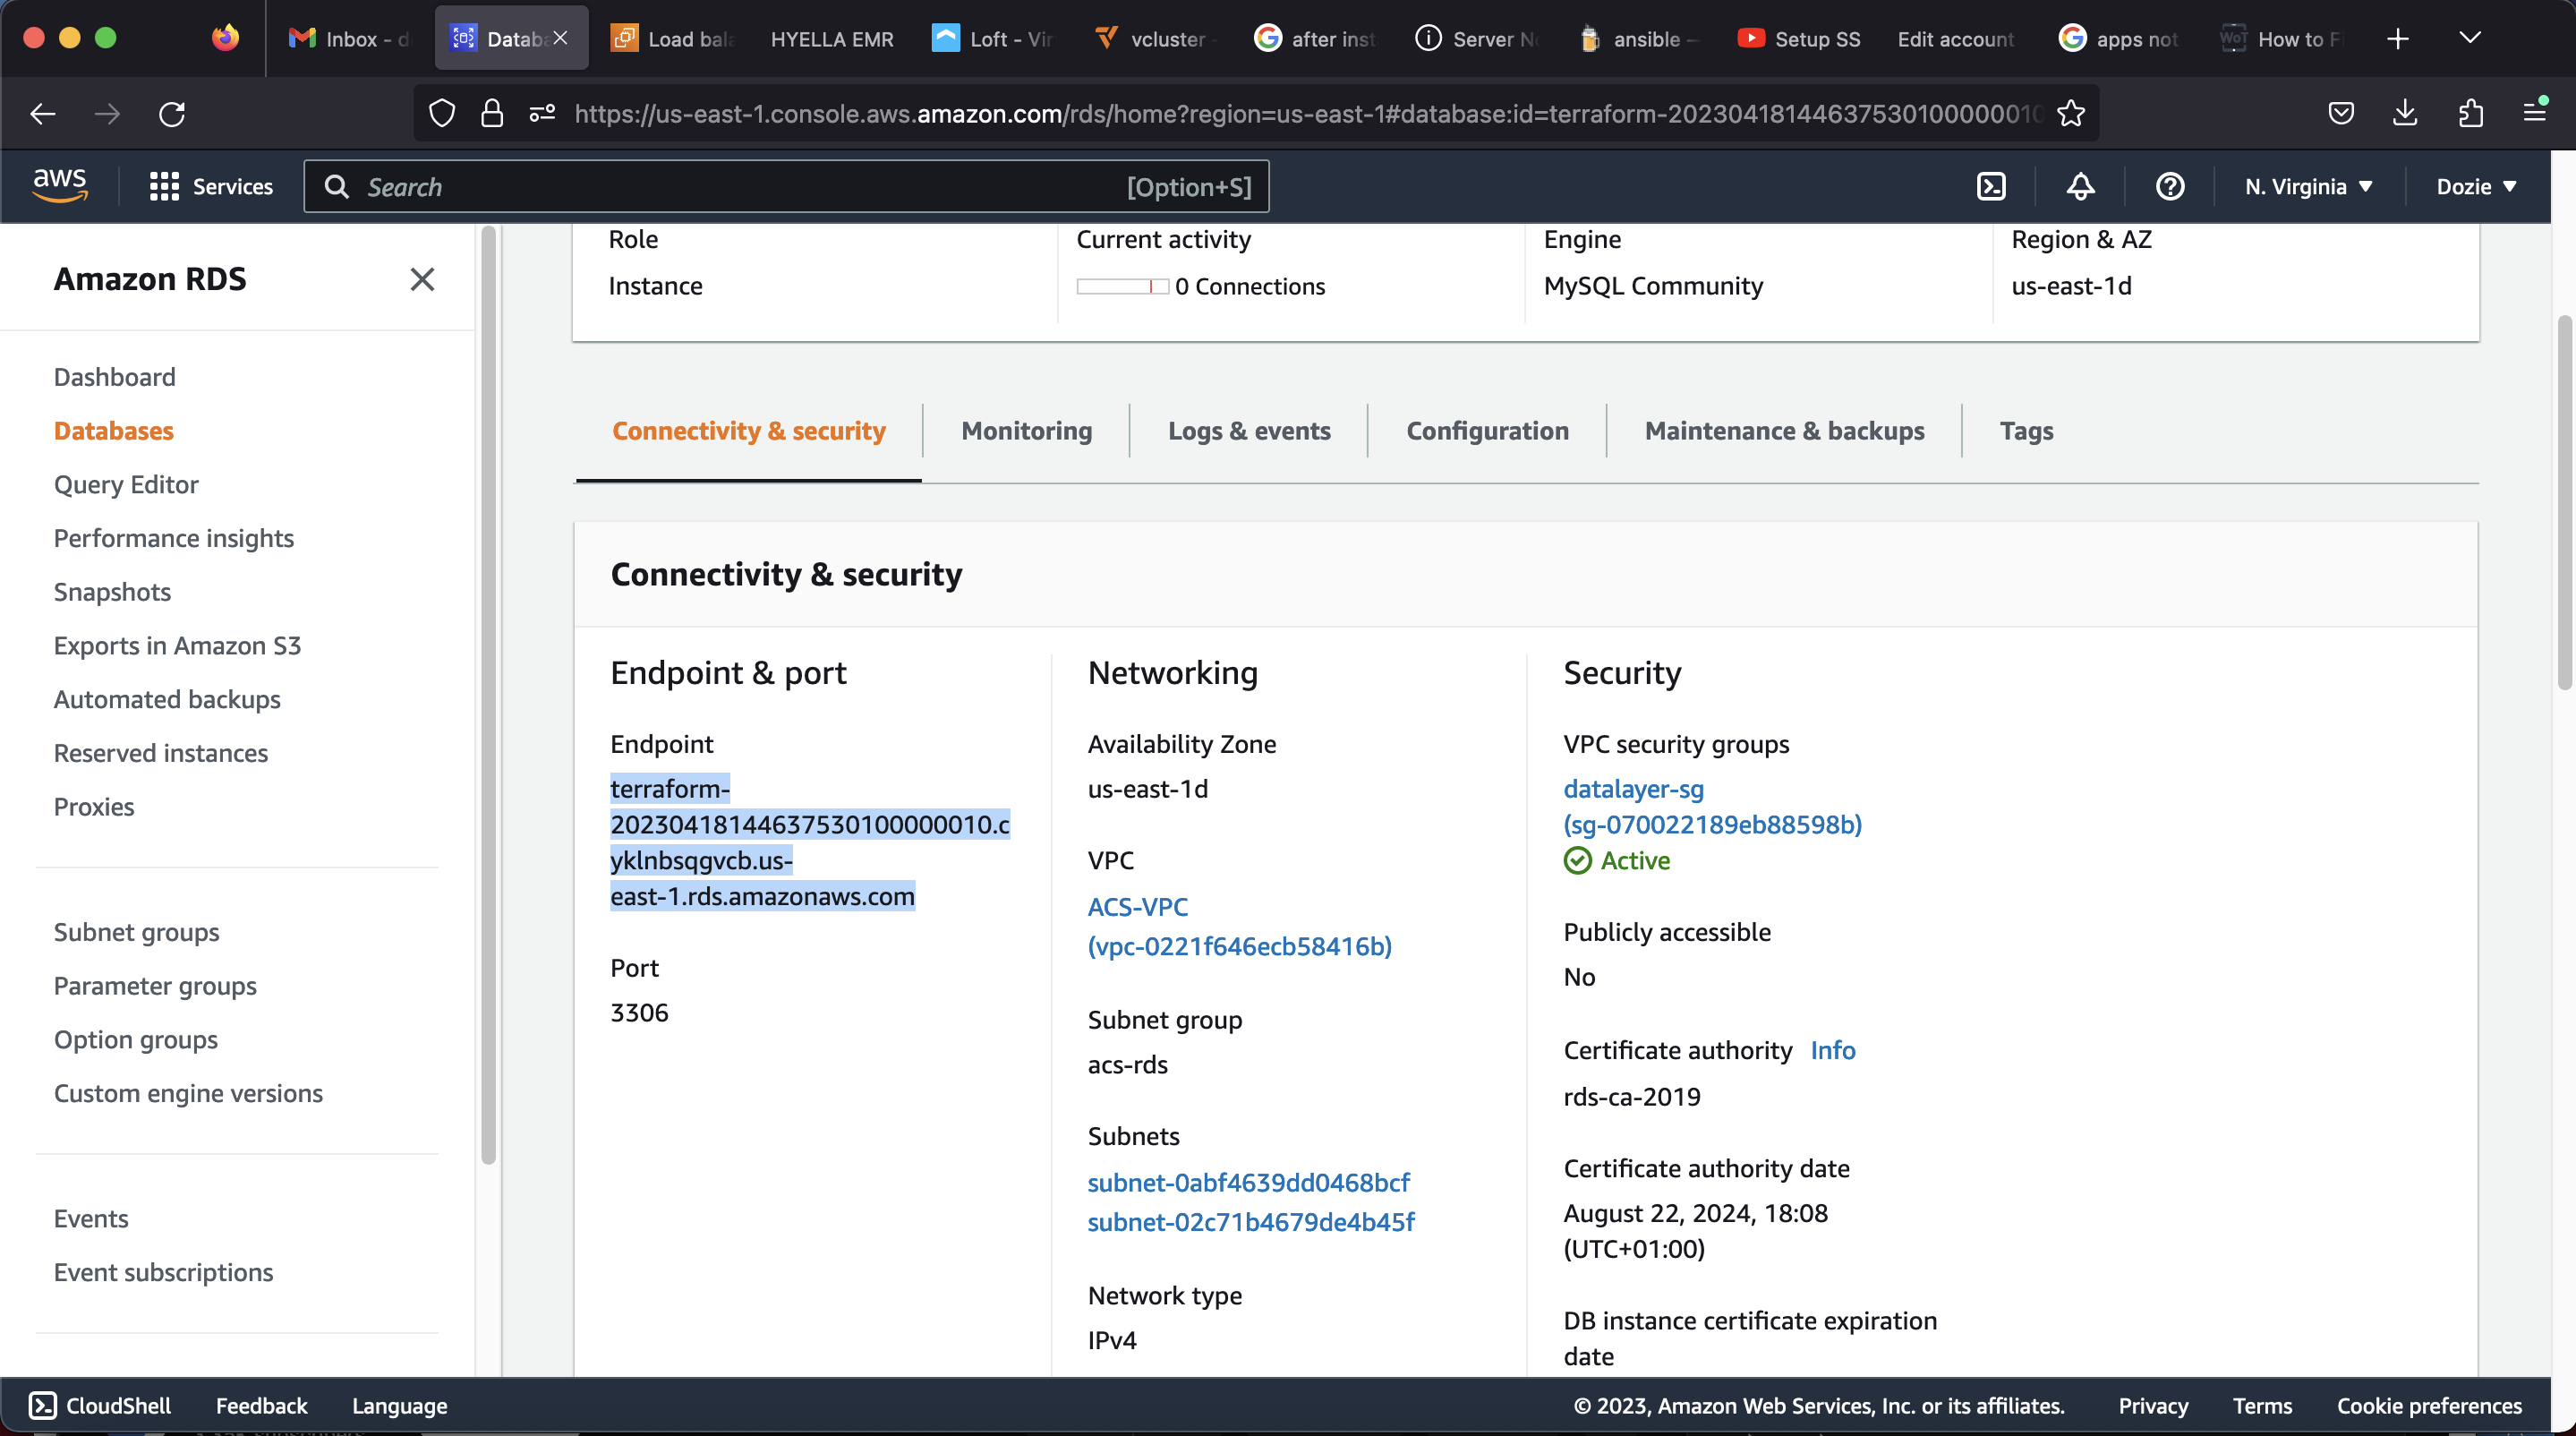 Inbox - d
Datab
Load bala
HYELLA EMR
Loft - Vir
vcluster -
after inst
Server No
ansible –
Setup SS
Edit account
apps not
WoT
How to Fi
https://us-east-1.console.aws.amazon.com/rds/home?region=us-east-1#database:id=terraform-20230418144637530100000010
aws
Services
Search
[Option+S]
N. Virginia
Dozie
Amazon RDS
Dashboard
Databases
Query Editor
Performance insights
Snapshots
Exports in Amazon S3
Automated backups
Reserved instances
Proxies
Subnet groups
Parameter groups
Option groups
Custom engine versions
Events
Event subscriptions
Role
Instance
Current activity
0 Connections
Engine
MySQL Community
Region & AZ
us-east-1d
Connectivity & security
Monitoring
Logs & events
Configuration
Maintenance & backups
Tags
Connectivity & security
Endpoint & port
Endpoint
terraform-
20230418144637530100000010.c
yklnbsqgvcb.us-
east-1.rds.amazonaws.com
Port
3306
Networking
Availability Zone
us-east-1d
VPC
ACS-VPC
(vpc-0221f646ecb58416b)
Subnet group
acs-rds
Subnets
subnet-0abf4639dd0468bcf
subnet-02c71b4679de4b45f
Network type
IPv4
Security
VPC security groups
datalayer-sg
(sg-070022189eb88598b)
Active
Publicly accessible
No
Certificate authority Info
rds-ca-2019
Certificate authority date
August 22, 2024, 18:08
(UTC+01:00)
DB instance certificate expiration
date
CloudShell
Feedback
Language
© 2023, Amazon Web Services, Inc. or its affiliates.
Privacy
Terms
Cookie preferences